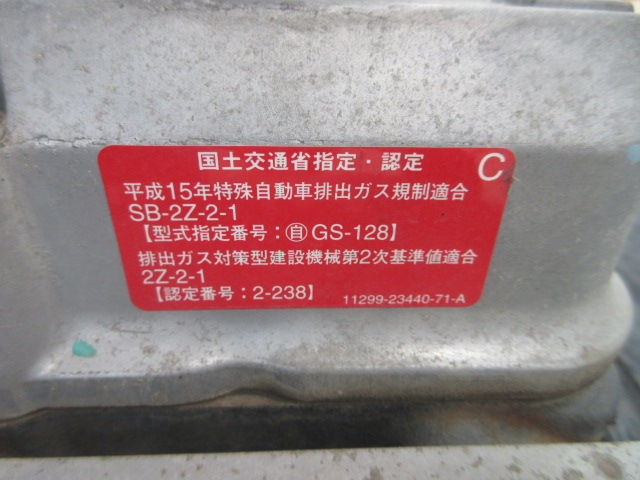 国土交通省指定・認定
C
平成15年特殊自動車排出ガス規制適合
SB-2Z-2-1
【型式指定番号：㉂GS-128】
排出ガス対策型建設機械第2次基準値適合
2Z-2-1
【認定番号：2-238】
11299-23440-71-A